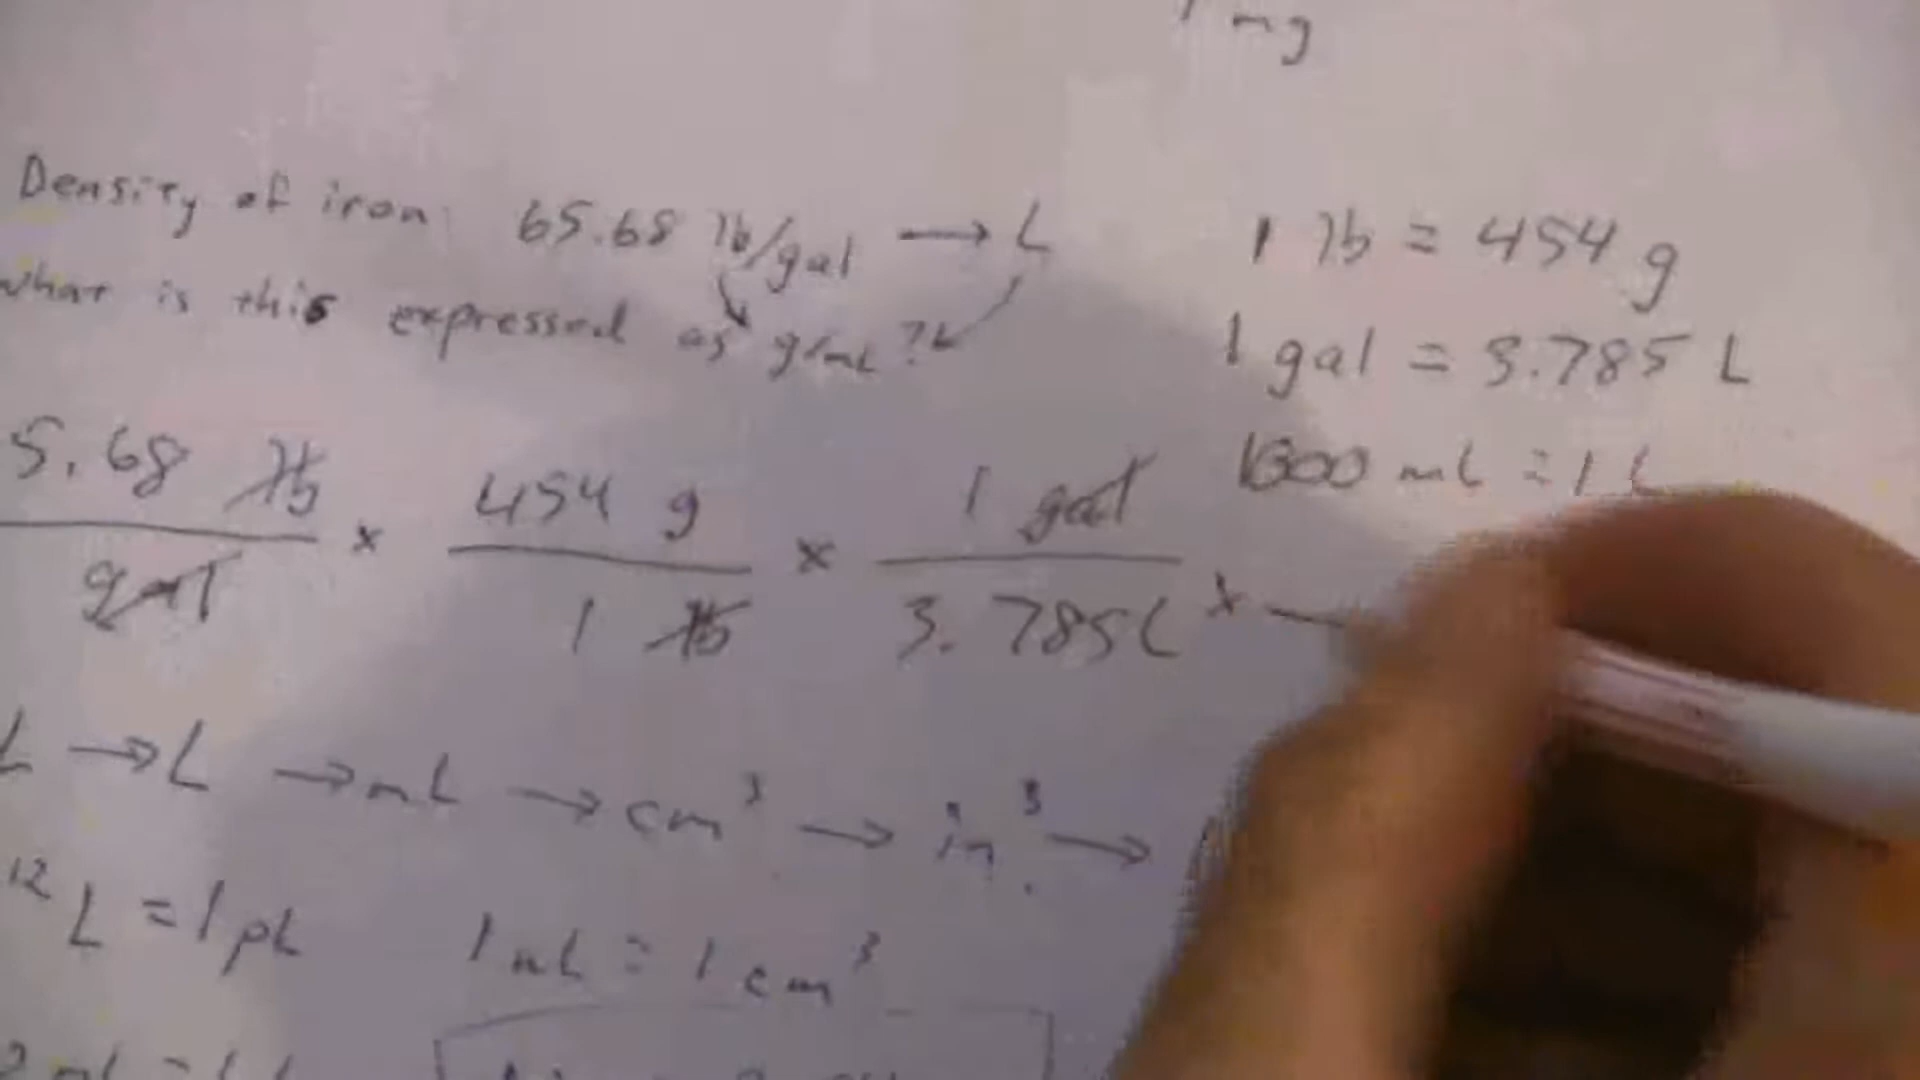 mg
Density of iron: 65.68 lb/gal → L
what is this expressed as g/mL?
1 lb = 454 g
1 gal = 3.785 L
1000 mL = 1 L
5.68 lb / gal × 454 g / 1 lb × 1 gal / 3.785 L ×
L → L → mL → cm³ → in³ →
12 L = 1 pL
1 mL = 1 cm³